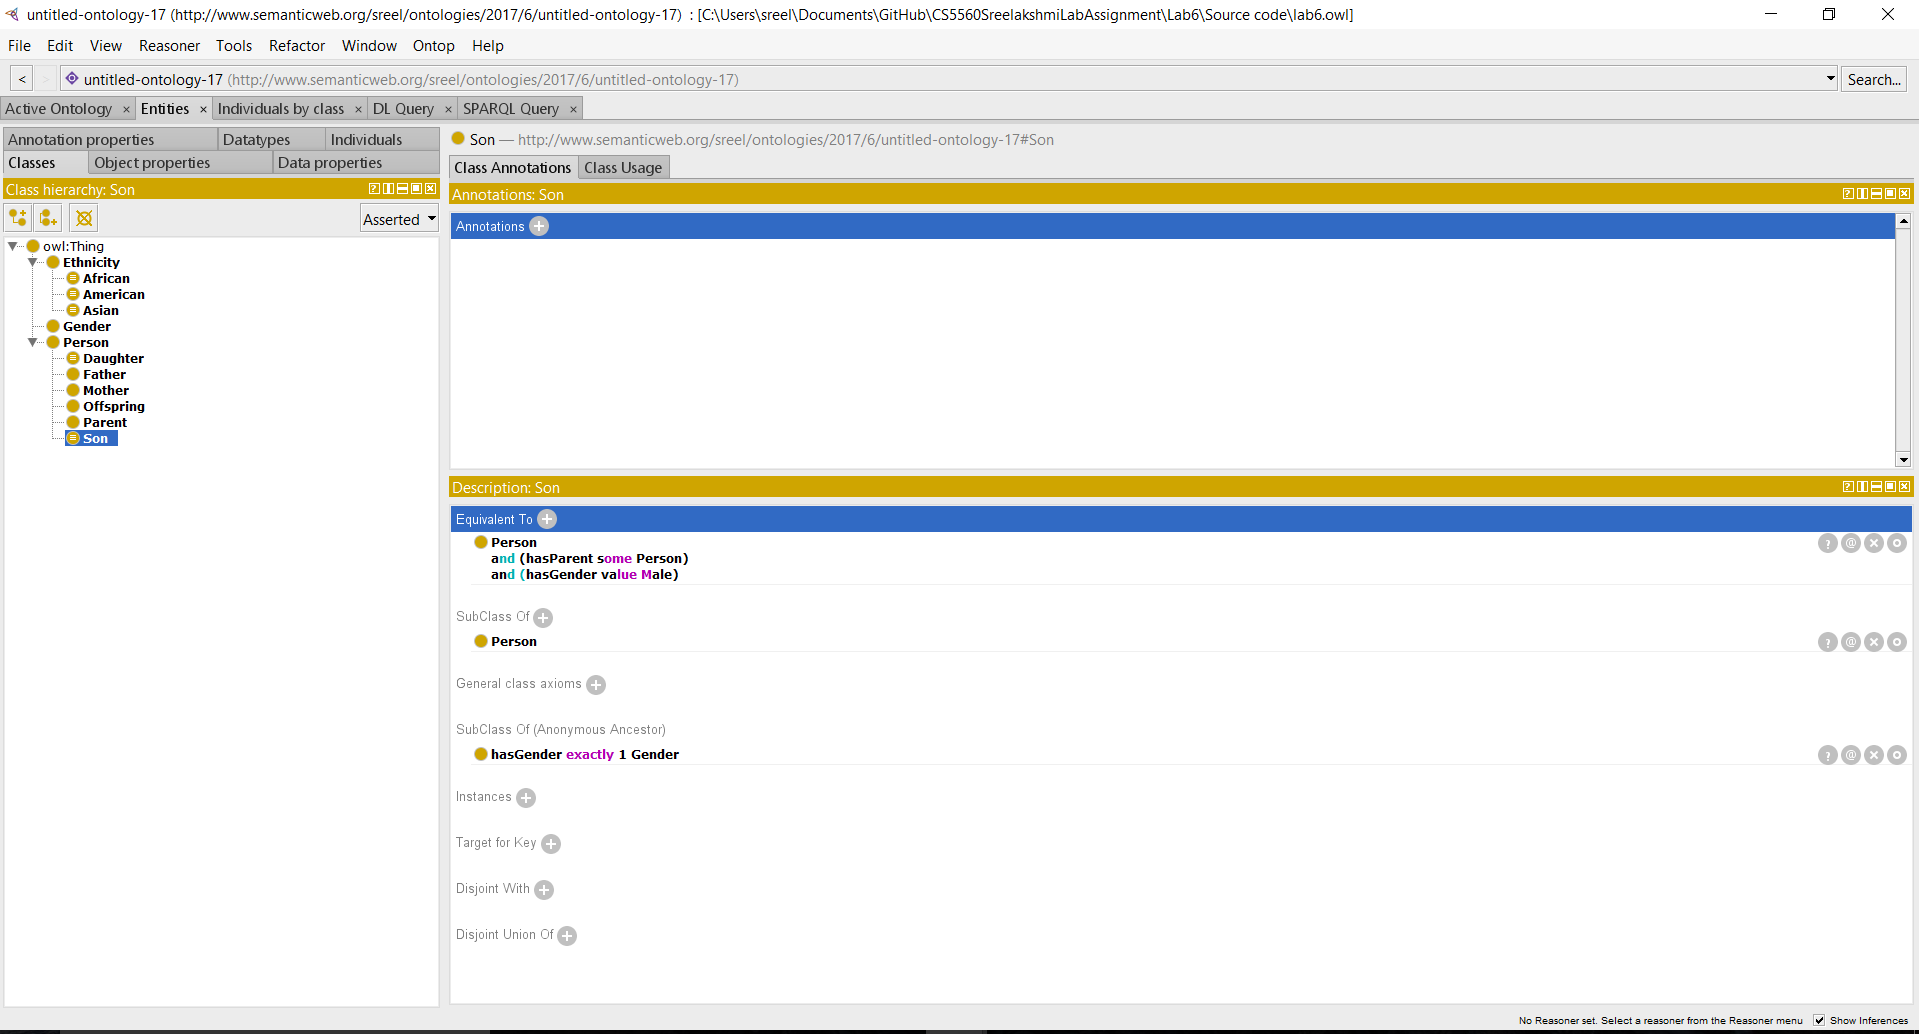 untitled-ontology-17 (http://www.semanticweb.org/sreel/ontologies/2017/6/untitled-ontology-17) : [C:\Users\sreel\Documents\GitHub\CS5560SreelakshmiLabAssignment\Lab6\Source code\lab6.owl]
File Edit View Reasoner Tools Refactor Window Ontop Help
< > untitled-ontology-17 (http://www.semanticweb.org/sreel/ontologies/2017/6/untitled-ontology-17) Search...
Active Ontology × Entities × Individuals by class × DL Query × SPARQL Query ×
Annotation properties Datatypes Individuals
Classes Object properties Data properties
Class hierarchy: Son
Asserted
owl:Thing
Ethnicity
African
American
Asian
Gender
Person
Daughter
Father
Mother
Offspring
Parent
Son
Son — http://www.semanticweb.org/sreel/ontologies/2017/6/untitled-ontology-17#Son
Class Annotations Class Usage
Annotations: Son
Annotations
Description: Son
Equivalent To
Person
and (hasParent some Person)
and (hasGender value Male)
SubClass Of
Person
General class axioms
SubClass Of (Anonymous Ancestor)
hasGender exactly 1 Gender
Instances
Target for Key
Disjoint With
Disjoint Union Of
No Reasoner set. Select a reasoner from the Reasoner menu Show Inferences